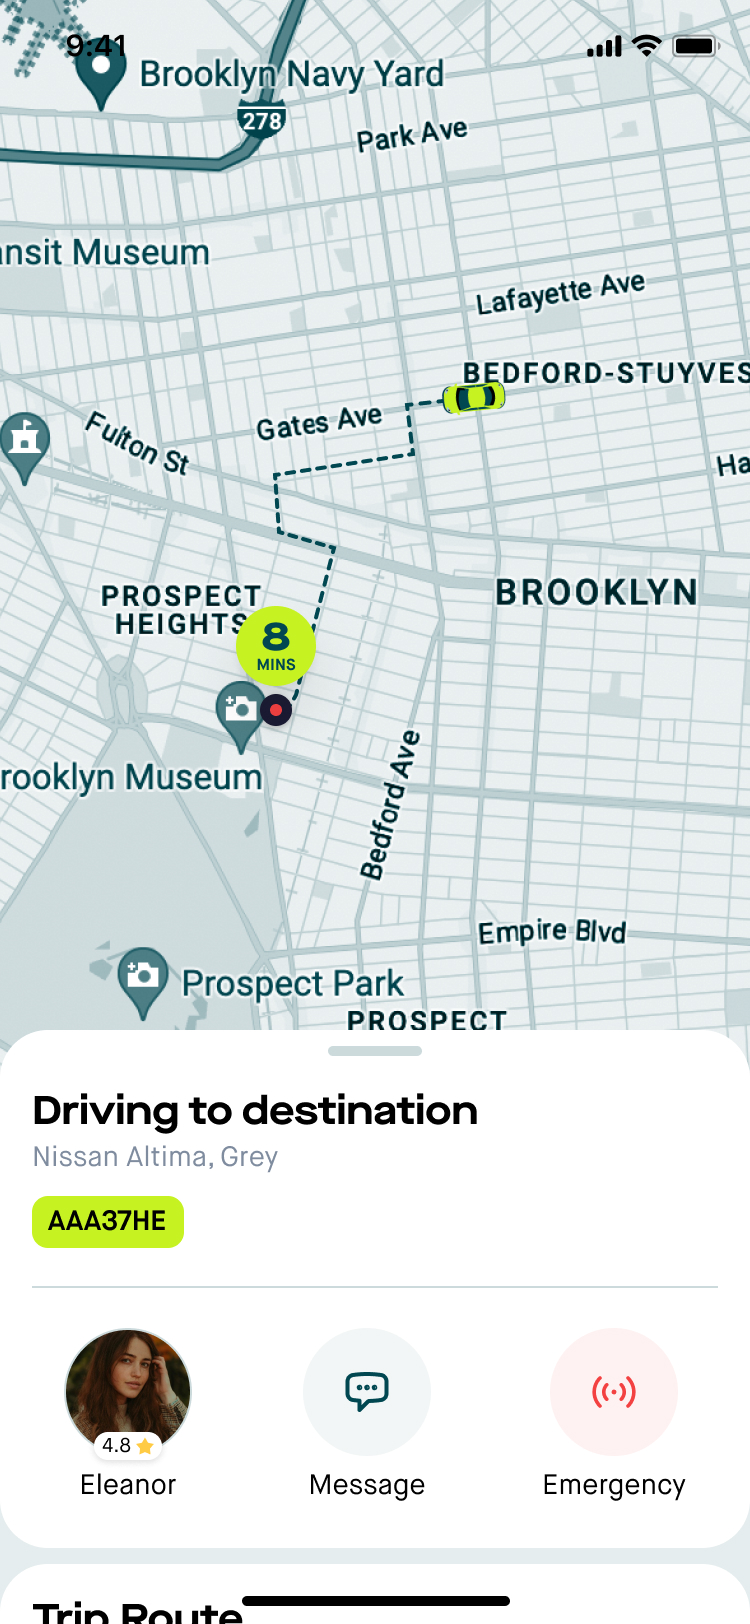 9:41
Brooklyn Navy Yard
278
Park Ave
ansit Museum
Lafayette Ave
BEDFORD-STUYVES
Gates Ave
Fulton St
Ha
PROSPECT
HEIGHTS
BROOKLYN
8
MINS
rooklyn Museum
Bedford Ave
Empire Blvd
Prospect Park
PROSPECT
Driving to destination
Nissan Altima, Grey
AAA37HE
4.8
Eleanor
Message
Emergency
Trip Route